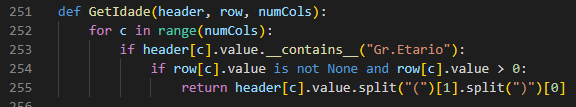 251 def GetIdade(header, row, numCols):
252 for c in range(numCols):
253 if header[c].value.__contains__("Gr.Etario"):
254 if row[c].value is not None and row[c].value > 0:
255 return header[c].value.split("(")[1].split(")")[0]